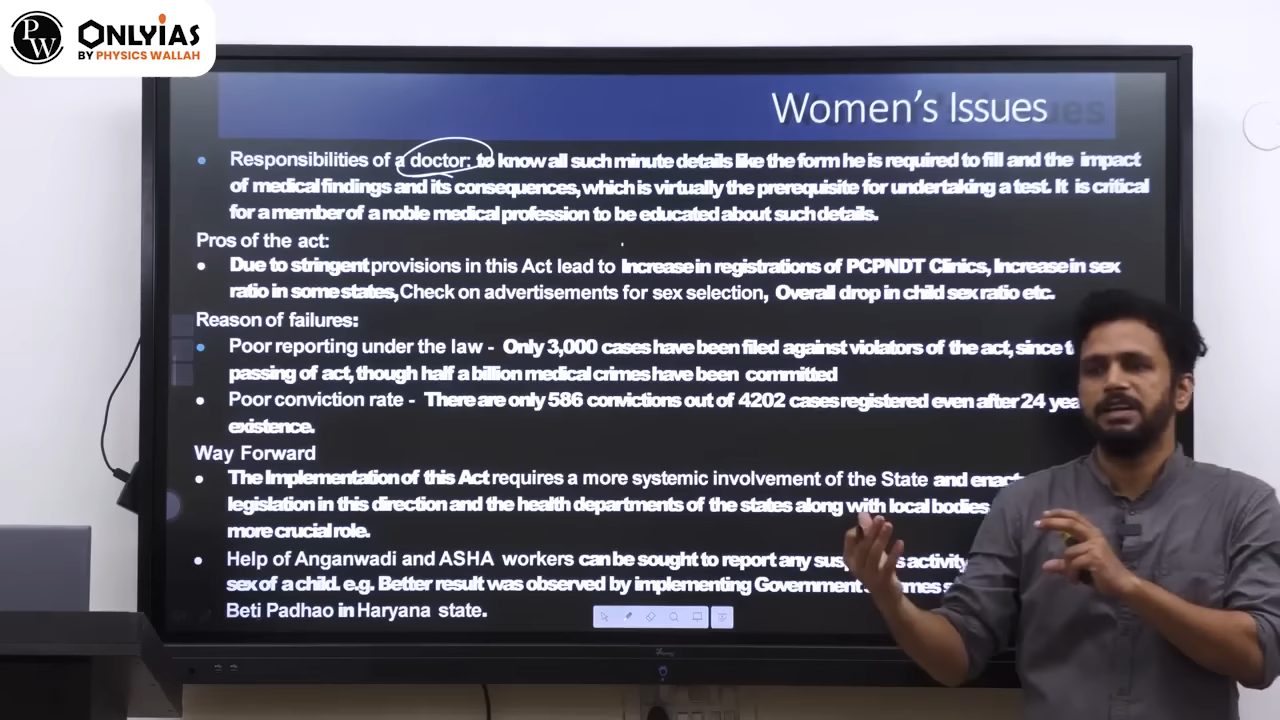 PW
ONLYIAS
BY PHYSICS WALLAH
Women's Issues
Responsibilities of a doctor: to know all such minute details like the form he is required to fill and the impact
of medical findings and its consequences, which is virtually the prerequisite for undertaking a test. It is critical
for a member of a noble medical profession to be educated about such details.
Pros of the act:
Due to stringent provisions in this Act lead to Increase in registrations of PCPNDT Clinics, Increase in sex
ratio in some states, Check on advertisements for sex selection, Overall drop in child sex ratio etc.
Reason of failures:
Poor reporting under the law - Only 3,000 cases have been filed against violators of the act, since
passing of act, though half a billion medical crimes have been committed
Poor conviction rate - There are only 586 convictions out of 4202 cases registered even after 24
existence.
Way Forward
The Implementation of this Act requires a more systemic involvement of the State and
legislation in this direction and the health departments of the states along with local bodies
more crucial role.
Help of Anganwadi and ASHA workers can be sought to report any activity
sex of a child. e.g. Better result was observed by implementing Government
Beti Padhao in Haryana state.